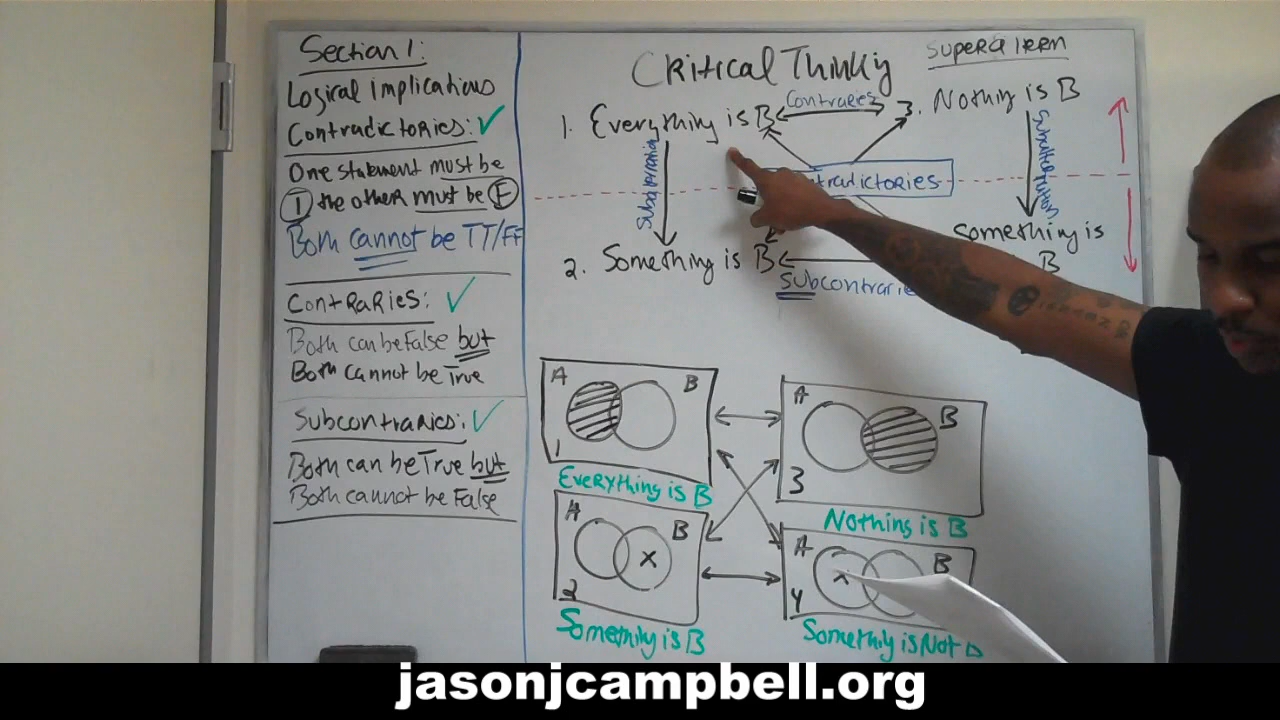 Section 1:
Logical implications
Contradictories: ✓
One statement must be
T the other must be F
Both cannot be TT/FF
Contraries: ✓
Both can be False but
Both cannot be True
Subcontraries: ✓
Both can be True but
Both cannot be False
Critical Thinking
1. Everything is B
Contraries
3. Nothing is B
Subalternation
tradictories
Subalternation
2. Something is B
Subcontrarie
something is
B
A B
1
Everything is B
A B
3
Nothing is B
A B
X
2
Something is B
A B
X
4
Something is Not
jasonjcampbell.org